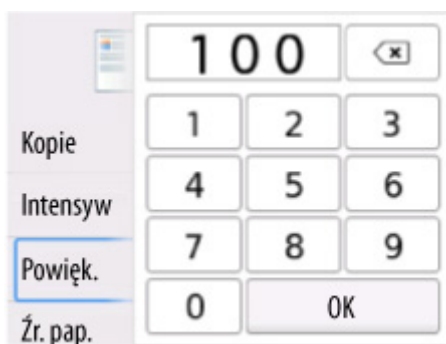 100
Kopie
Intensyw
Powięk.
Źr. pap.
1 2 3
4 5 6
7 8 9
0 OK